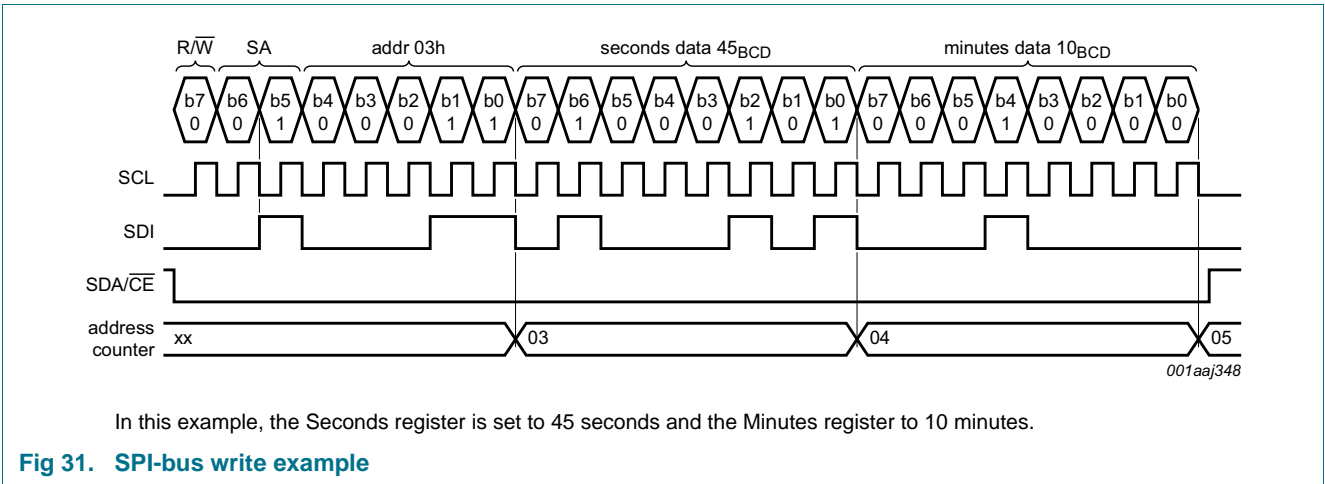 R/W SA addr 03h seconds data 45BCD minutes data 10BCD
b7 b6 b5 b4 b3 b2 b1 b0 b7 b6 b5 b4 b3 b2 b1 b0 b7 b6 b5 b4 b3 b2 b1 b0
0 0 1 0 0 0 1 1 0 1 0 0 0 1 0 1 0 0 0 1 0 0 0 0
SCL
SDI
SDA/CE
address
counter
xx 03 04 05
001aaj348
In this example, the Seconds register is set to 45 seconds and the Minutes register to 10 minutes.
Fig 31. SPI-bus write example